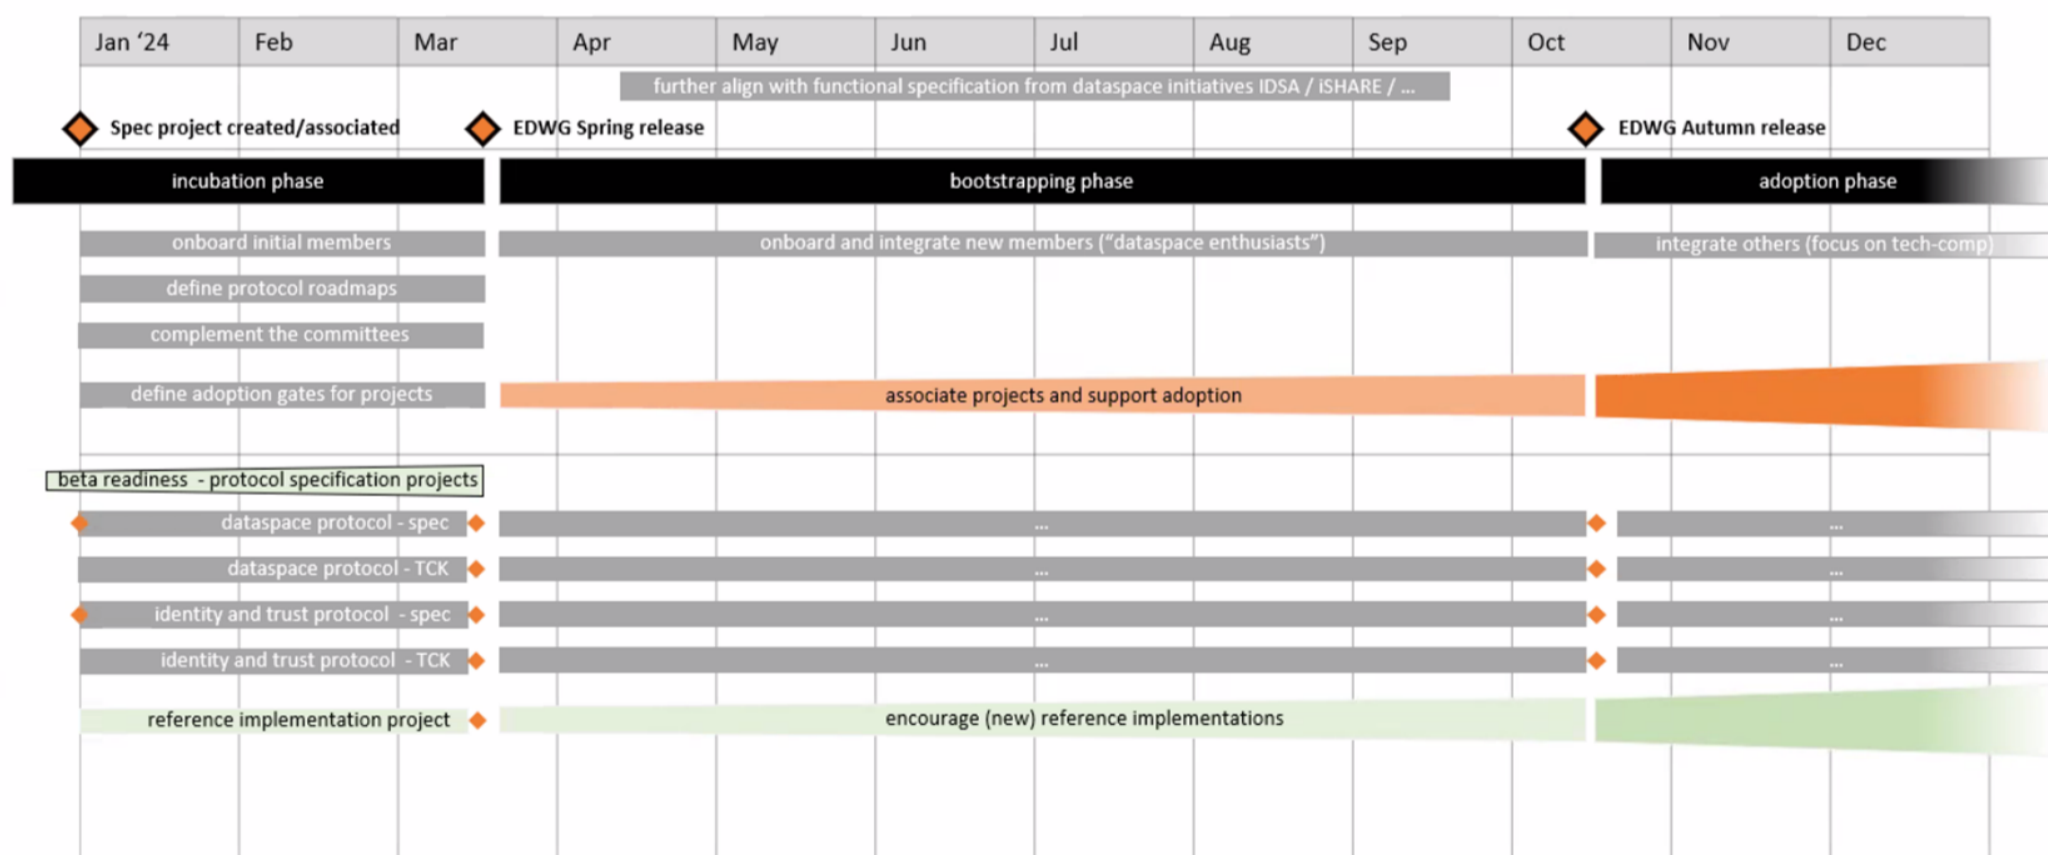 Jan ‘24 Feb Mar Apr May Jun Jul Aug Sep Oct Nov Dec
further align with functional specification from dataspace initiatives IDSA / iSHARE / ...
Spec project created/associated EDWG Spring release EDWG Autumn release
incubation phase bootstrapping phase adoption phase
onboard initial members onboard and integrate new members (“dataspace enthusiasts”) integrate others (focus on tech-comp)
define protocol roadmaps
complement the committees
define adoption gates for projects associate projects and support adoption
beta readiness - protocol specification projects
dataspace protocol - spec ... ...
dataspace protocol - TCK ... ...
identity and trust protocol - spec ... ...
identity and trust protocol - TCK ... ...
reference implementation project encourage (new) reference implementations